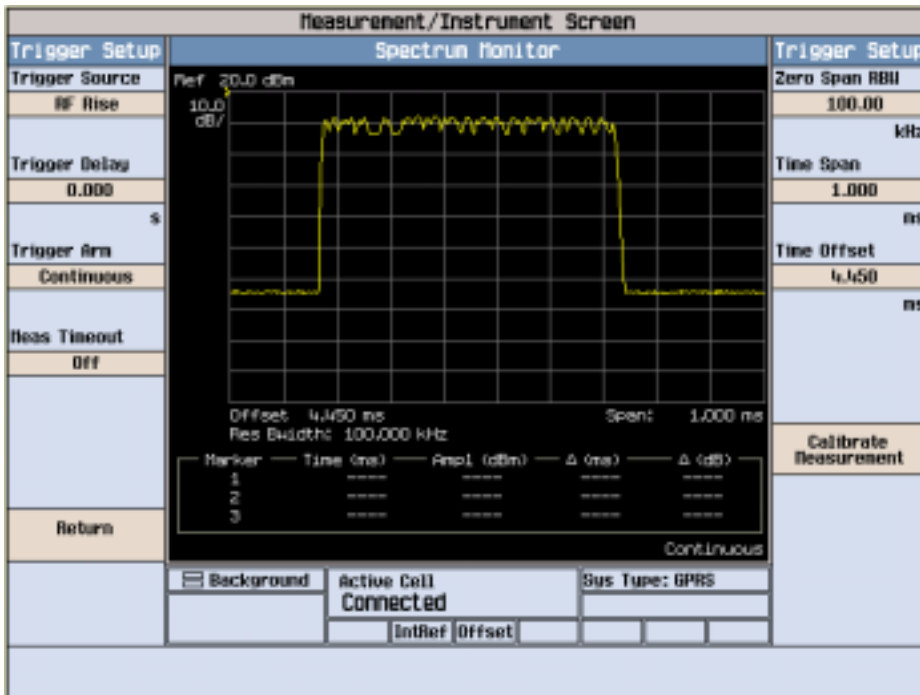 Measurement/Instrument Screen
Trigger Setup
Spectrum Monitor
Trigger Setup
Trigger Source
RF Rise
Trigger Delay
0.000
s
Trigger Arm
Continuous
Meas Timeout
Off
Return
Ref 20.0 dBm
10.0
dB/
Offset 4.450 ms
Span: 1.000 ms
Res Bwidth: 100.000 kHz
Marker Time (ms) Ampl (dBm) Δ (ms) Δ (dB)
1 ---- ---- ---- ----
2 ---- ---- ---- ----
3 ---- ---- ---- ----
Continuous
Zero Span RBW
100.00
kHz
Time Span
1.000
ms
Time Offset
4.450
ms
Calibrate
Measurement
Background
Active Cell
Connected
Sys Type: GPRS
IntRef Offset